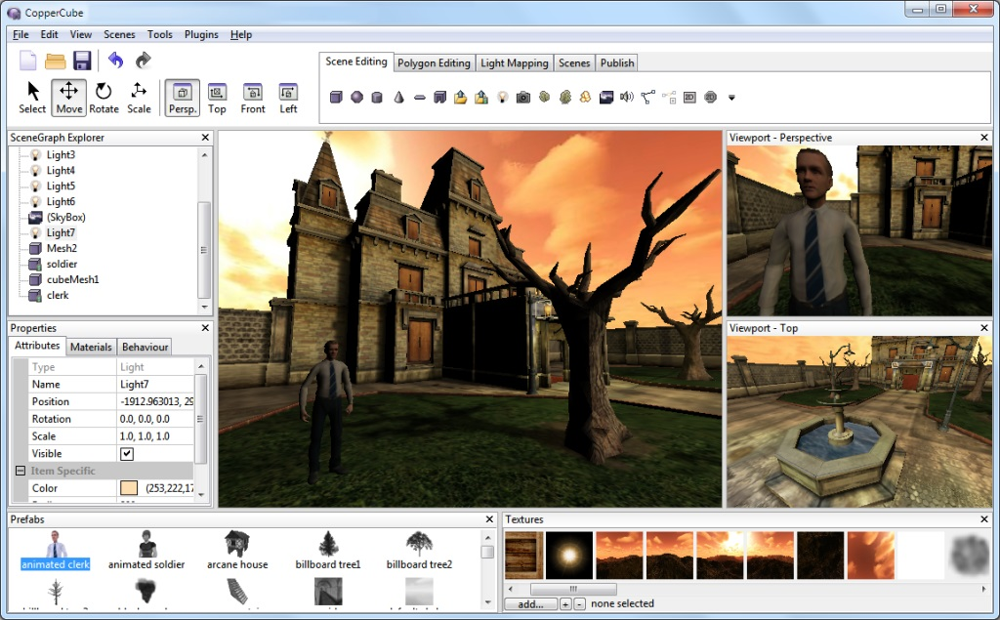 CopperCube
File Edit View Scenes Tools Plugins Help
Scene Editing Polygon Editing Light Mapping Scenes Publish
Select Move Rotate Scale Persp. Top Front Left
2D
SceneGraph Explorer
Light3
Light4
Light5
Light6
(SkyBox)
Light7
Mesh2
soldier
cubeMesh1
clerk
Properties
Attributes Materials Behaviour
Type Light
Name Light7
Position -1912.963013, 29
Rotation 0.0, 0.0, 0.0
Scale 1.0, 1.0, 1.0
Visible
Item Specific
Color (253,222,17
Viewport - Perspective
Viewport - Top
Prefabs
animated clerk animated soldier arcane house billboard tree1 billboard tree2
Textures
add... + - none selected